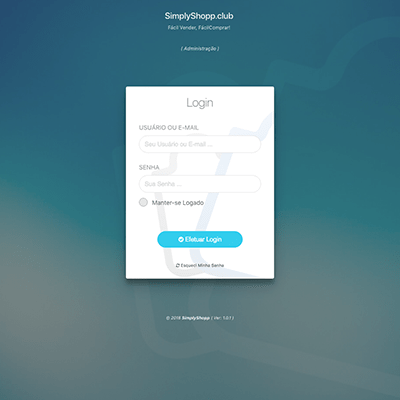 SimplyShopp.club
Fácil Vender, FácilComprar!
( Administração )
Login
USUÁRIO OU E-MAIL
Seu Usuário ou E-mail ...
SENHA
Sua Senha ...
Manter-se Logado
Efetuar Login
Esqueci Minha Senha
© 2018 SimplyShopp ( Ver: 1.0.1 )